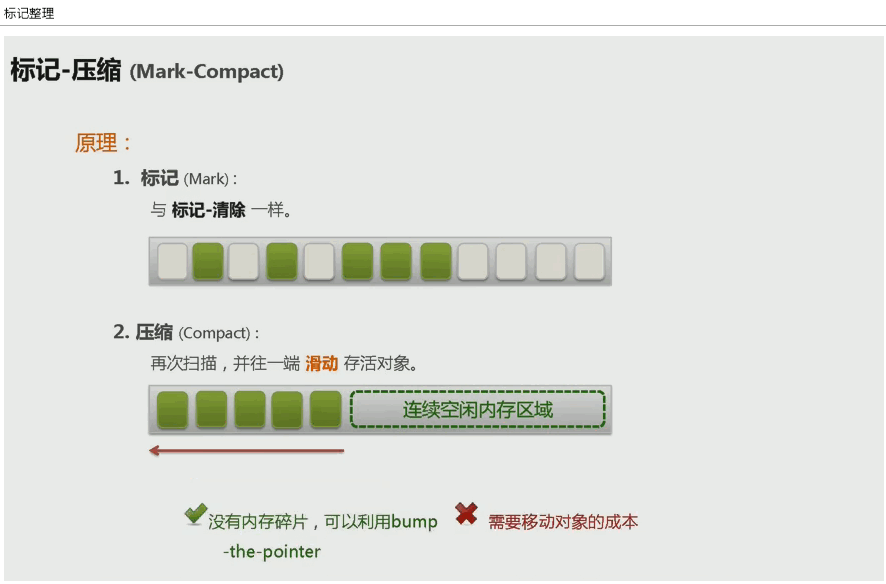 标记整理
标记-压缩 (Mark-Compact)
原理：
1. 标记 (Mark) :
与 标记-清除 一样。
2. 压缩 (Compact) :
再次扫描，并往一端 滑动 存活对象。
连续空闲内存区域
没有内存碎片，可以利用bump
-the-pointer
需要移动对象的成本